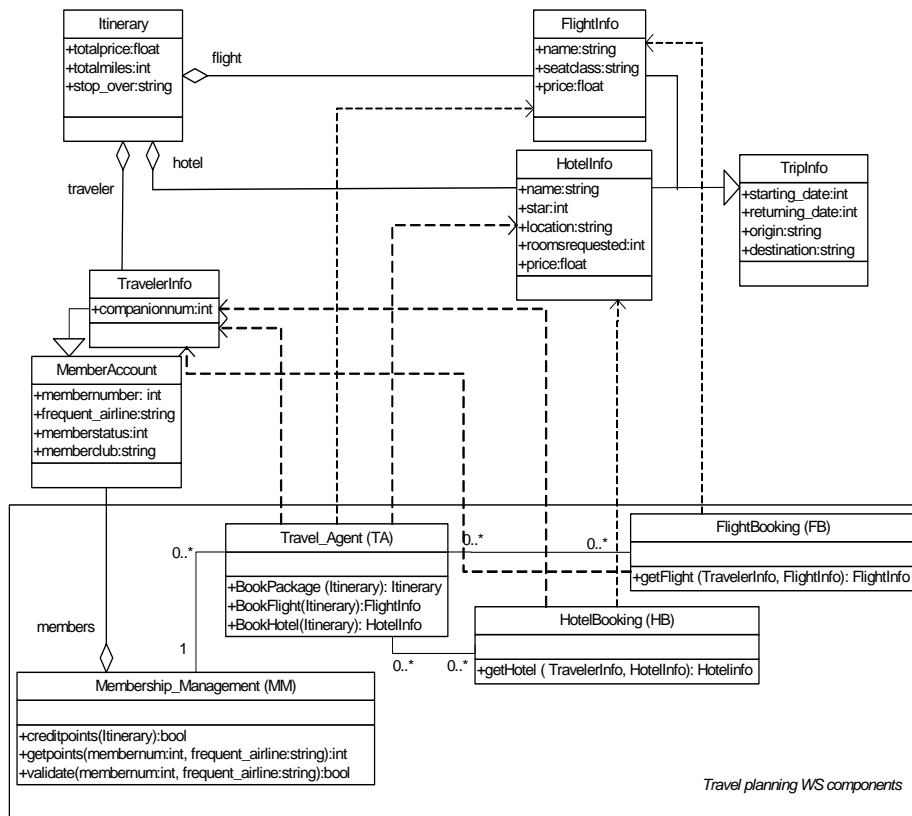 Itinerary
+totalprice:float
+totalmiles:int
+stop_over:string
flight
FlightInfo
+name:string
+seatclass:string
+price:float
traveler
hotel
HotelInfo
+name:string
+star:int
+location:string
+roomsrequested:int
+price:float
TripInfo
+starting_date:int
+returning_date:int
+origin:string
+destination:string
TravelerInfo
+companionnum:int
MemberAccount
+membernumber: int
+frequent_airline:string
+memberstatus:int
+memberclub:string
0..*
Travel_Agent (TA)
+BookPackage (Itinerary): Itinerary
+BookFlight(Itinerary):FlightInfo
+BookHotel(Itinerary): HotelInfo
0..*
0..*
FlightBooking (FB)
+getFlight (TravelerInfo, FlightInfo): FlightInfo
members
1
0..*
0..*
HotelBooking (HB)
+getHotel ( TravelerInfo, HotelInfo): Hotelinfo
Membership_Management (MM)
+creditpoints(Itinerary):bool
+getpoints(membernum:int, frequent_airline:string):int
+validate(membernum:int, frequent_airline:string):bool
Travel planning WS components